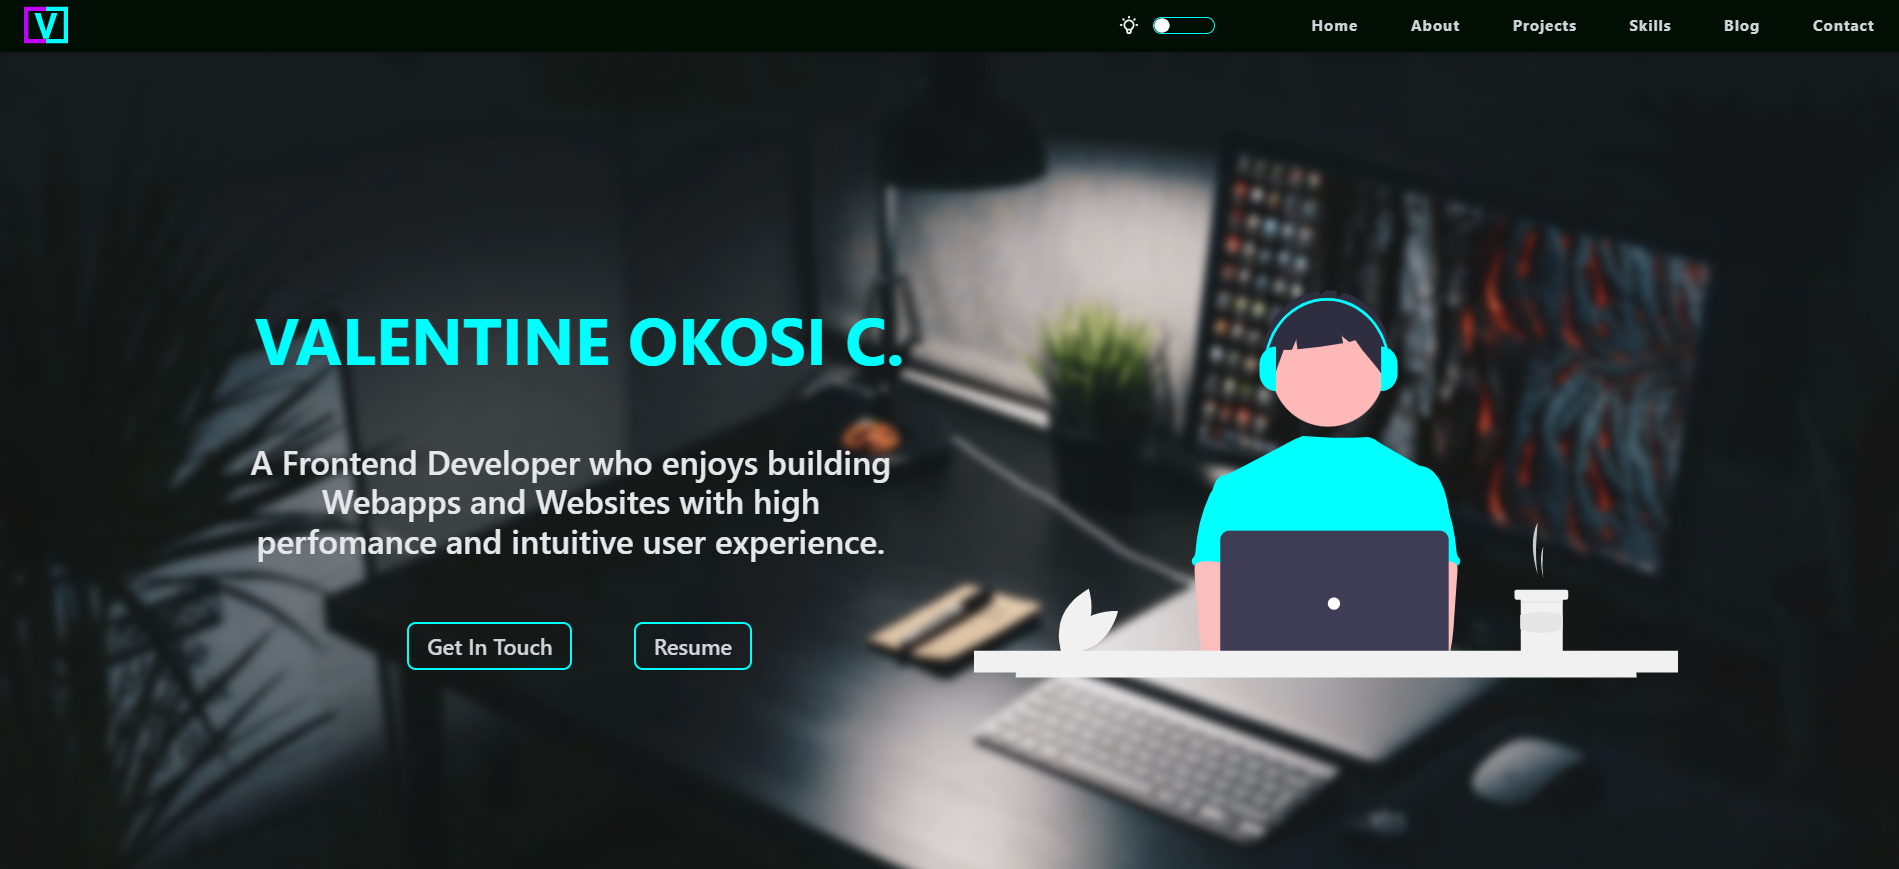 V
Home About Projects Skills Blog Contact
VALENTINE OKOSI C.
A Frontend Developer who enjoys building
Webapps and Websites with high
perfomance and intuitive user experience.
Get In Touch Resume